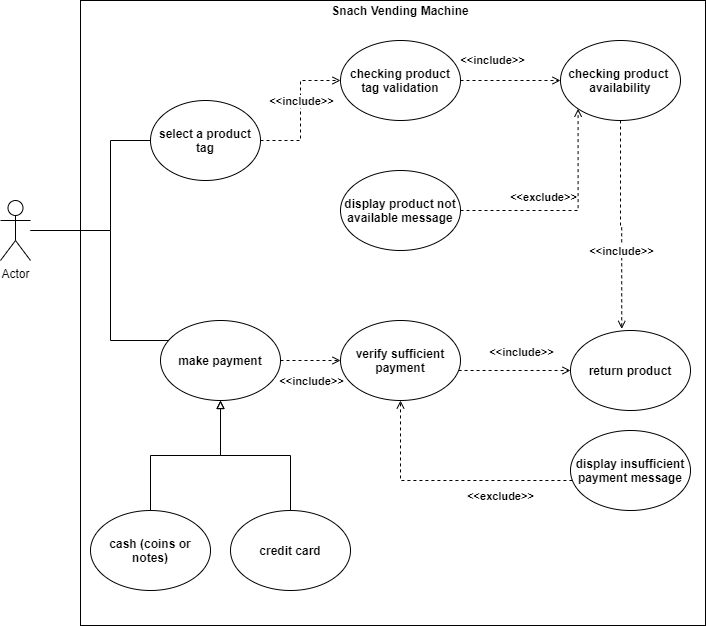 Snach Vending Machine
checking product
tag validation
<<include>>
checking product
availability
<<include>>
select a product
tag
display product not
available message
<<exclude>>
<<include>>
Actor
make payment
<<include>>
verify sufficient
payment
<<include>>
return product
display insufficient
payment message
<<exclude>>
cash (coins or
notes)
credit card